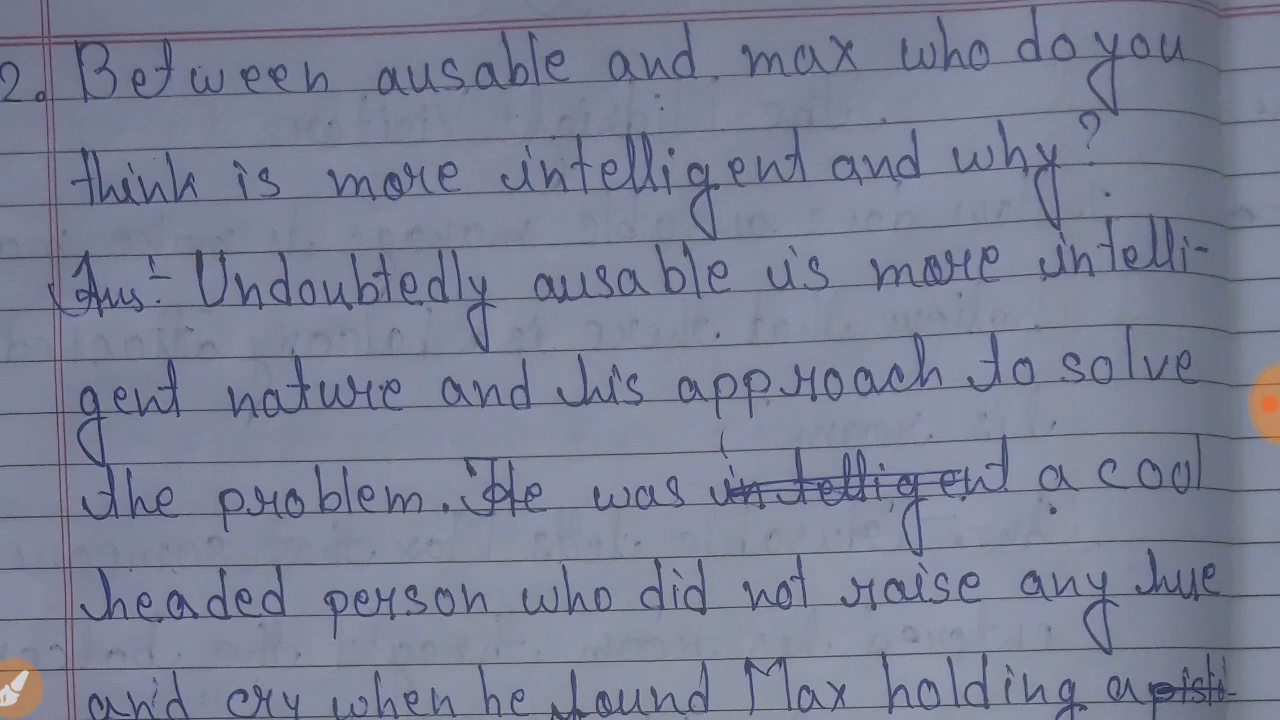 2. Between ausable and max who do you
think is more intelligent and why?
Ans:- Undoubtedly ausable is more intelli-
gent nature and his approach to solve
the problem. He was intelligent a cool
headed person who did not raise any hue
and cry when he found Max holding a